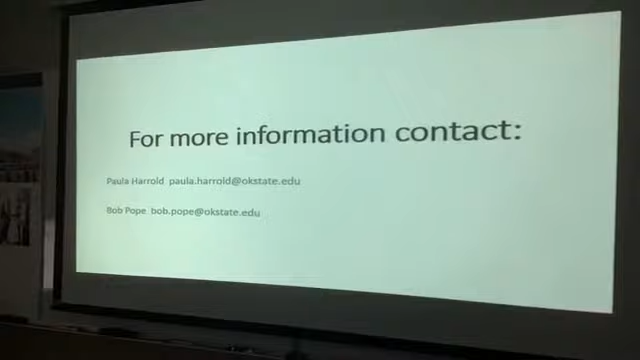 For more information contact:
Paula Harrold paula.harrold@okstate.edu
Bob Pope bob.pope@okstate.edu